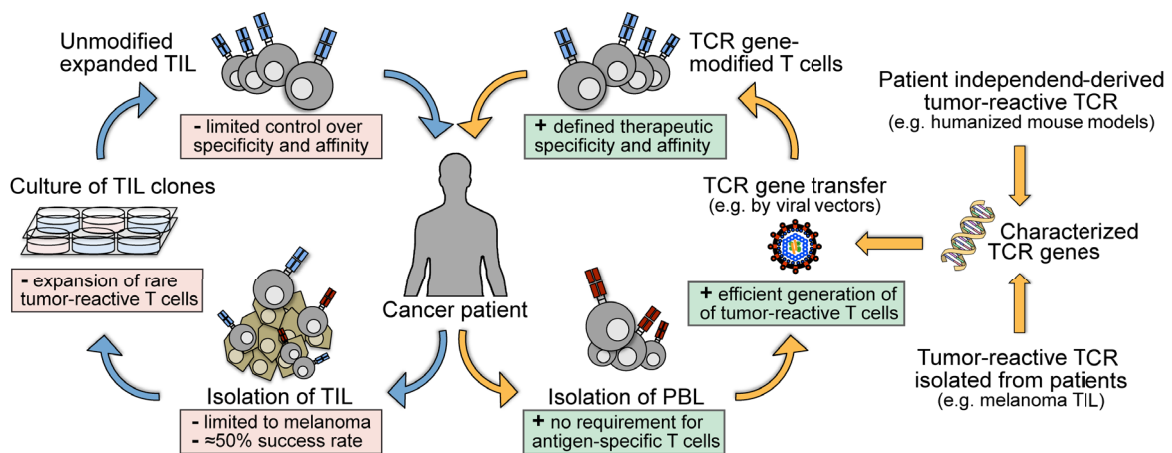 Unmodified
expanded TIL
- limited control over
specificity and affinity
Culture of TIL clones
- expansion of rare
tumor-reactive T cells
Isolation of TIL
- limited to melanoma
- ≈50% success rate
Cancer patient
TCR gene-
modified T cells
+ defined therapeutic
specificity and affinity
TCR gene transfer
(e.g. by viral vectors)
+ efficient generation of
of tumor-reactive T cells
Isolation of PBL
+ no requirement for
antigen-specific T cells
Patient independend-derived
tumor-reactive TCR
(e.g. humanized mouse models)
Characterized
TCR genes
Tumor-reactive TCR
isolated from patients
(e.g. melanoma TIL)